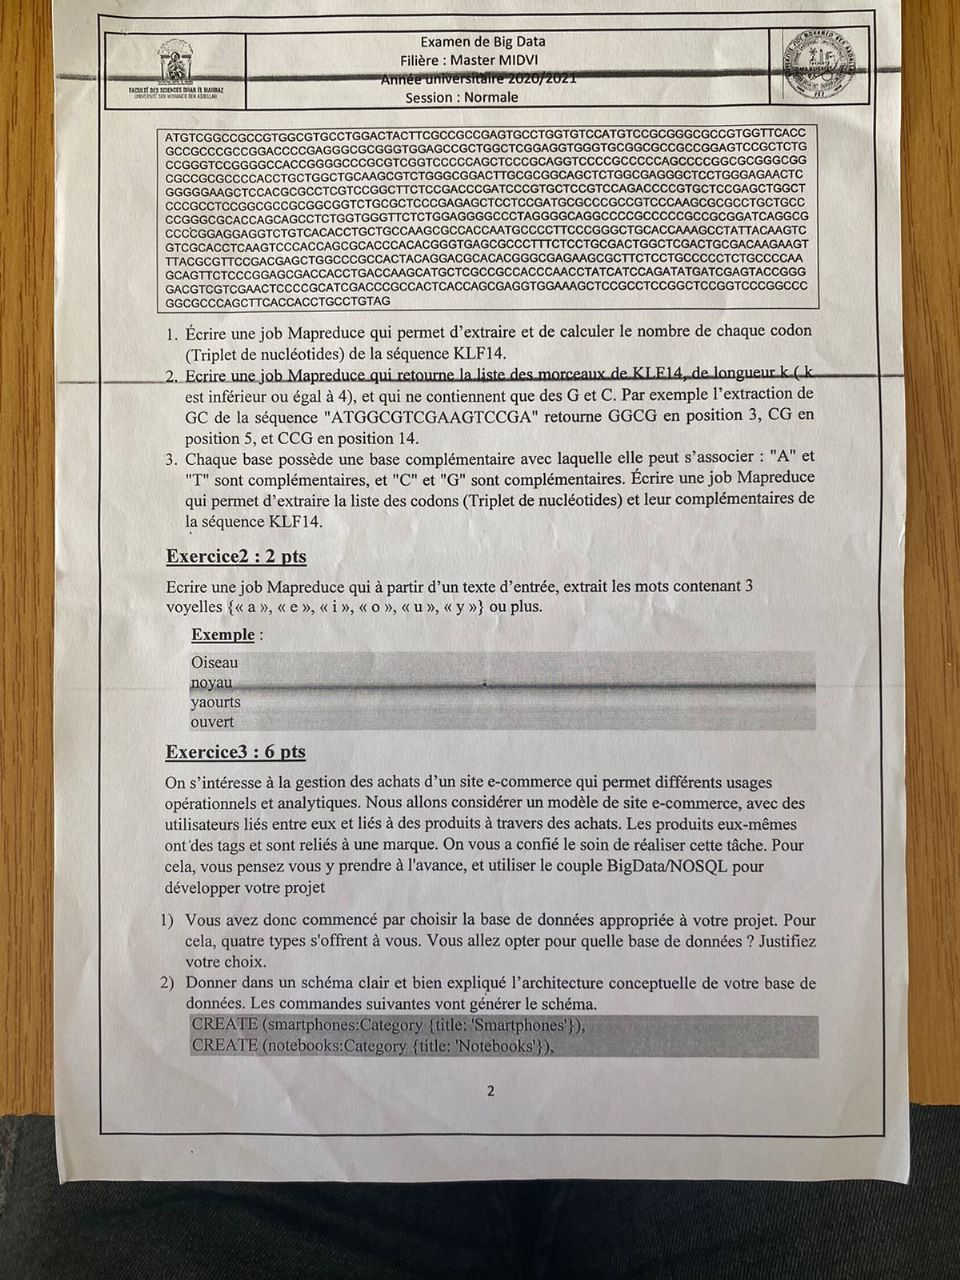 Examen de Big Data
Filière : Master MIDVI
Année universitaire 2020/2021
Session : Normale
FACULTÉ DES SCIENCES DHAR EL MAHRAZ
UNIVERSITÉ SIDI MOHAMED BEN ABDELLAH
ATGTCGGCCGCCGTGGCGTGCCTGGACTACTTCGCCGCCGAGTGCCTGGTGTCCATGTCCGCGGGCGCCGTGGTTCACC
GCCGCCCGCCGGACCCCGAGGGCGCGGGTGGAGCCGCTGGCTCGGAGGTGGGTGCGGCGCCGCCGGAGTCCGCTCTG
CCGGGTCCGGGGCCACCGGGGCCCGCGTCGGTCCCCCAGCTCCCGCAGGTCCCCGCCCCCAGCCCCGGCGCGGGCGG
CGCCGCGCCCCACCTGCTGGCTGCAAGCGTCTGGGCGGACTTGCGCGGCAGCTCTGGCGAGGGCTCCTGGGAGAACTC
GGGGGAAGCTCCACGCGCCTCGTCCGGCTTCTCCGACCCGATCCCGTGCTCCGTCCAGACCCCGTGCTCCGAGCTGGCT
CCCGCCTCCGGCGCCGCGGCGGTCTGCGCTCCCGAGAGCTCCTCCGATGCGCCCGCCGTCCCAAGCGCGCCTGCTGCC
CCGGGCGCACCAGCAGCCTCTGGTGGGTTCTCTGGAGGGGCCCTAGGGGCAGGCCCCGCCCCCGCCGCGGATCAGGCG
CCCCGGAGGAGGTCTGTCACACCTGCTGCCAAGCGCCACCAATGCCCCTTCCCGGGCTGCACCAAAGCCTATTACAAGTC
GTCGCACCTCAAGTCCCACCAGCGCACCCACACGGGTGAGCGCCCTTTCTCCTGCGACTGGCTCGACTGCGACAAGAAGT
TTACGCGTTCCGACGAGCTGGCCCGCCACTACAGGACGCACACGGGCGAGAAGCGCTTCTCCTGCCCCCTCTGCCCCAA
GCAGTTCTCCCGGAGCGACCACCTGACCAAGCATGCTCGCCGCCACCCAACCTATCATCCAGATATGATCGAGTACCGGG
GACGTCGTCGAACTCCCCGCATCGACCCGCCACTCACCAGCGAGGTGGAAAGCTCCGCCTCCGGCTCCGGTCCCGGCCC
GGCGCCCAGCTTCACCACCTGCCTGTAG
1. Écrire une job Mapreduce qui permet d'extraire et de calculer le nombre de chaque codon
(Triplet de nucléotides) de la séquence KLF14.
2. Ecrire une job Mapreduce qui retourne la liste des morceaux de KLF14, de longueur k ( k
est inférieur ou égal à 4), et qui ne contiennent que des G et C. Par exemple l'extraction de
GC de la séquence "ATGGCGTCGAAGTCCGA" retourne GGCG en position 3, CG en
position 5, et CCG en position 14.
3. Chaque base possède une base complémentaire avec laquelle elle peut s'associer : "A" et
"T" sont complémentaires, et "C" et "G" sont complémentaires. Écrire une job Mapreduce
qui permet d'extraire la liste des codons (Triplet de nucléotides) et leur complémentaires de
la séquence KLF14.
Exercice2 : 2 pts
Ecrire une job Mapreduce qui à partir d'un texte d'entrée, extrait les mots contenant 3
voyelles {« a », « e », « i », « o », « u », « y »} ou plus.
Exemple :
Oiseau
noyau
yaourts
ouvert
Exercice3 : 6 pts
On s'intéresse à la gestion des achats d'un site e-commerce qui permet différents usages
opérationnels et analytiques. Nous allons considérer un modèle de site e-commerce, avec des
utilisateurs liés entre eux et liés à des produits à travers des achats. Les produits eux-mêmes
ont des tags et sont reliés à une marque. On vous a confié le soin de réaliser cette tâche. Pour
cela, vous pensez vous y prendre à l'avance, et utiliser le couple BigData/NOSQL pour
développer votre projet
1) Vous avez donc commencé par choisir la base de données appropriée à votre projet. Pour
cela, quatre types s'offrent à vous. Vous allez opter pour quelle base de données ? Justifiez
votre choix.
2) Donner dans un schéma clair et bien expliqué l'architecture conceptuelle de votre base de
données. Les commandes suivantes vont générer le schéma.
CREATE (smartphones:Category {title: 'Smartphones'}),
CREATE (notebooks:Category {title: 'Notebooks'}),
2